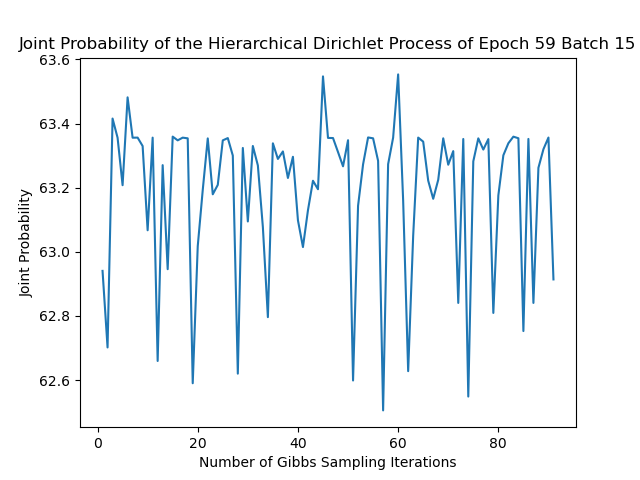 Joint Probability of the Hierarchical Dirichlet Process of Epoch 59 Batch 15
63.6
63.4
63.2
63.0
62.8
62.6
Joint Probability
0 20 40 60 80
Number of Gibbs Sampling Iterations